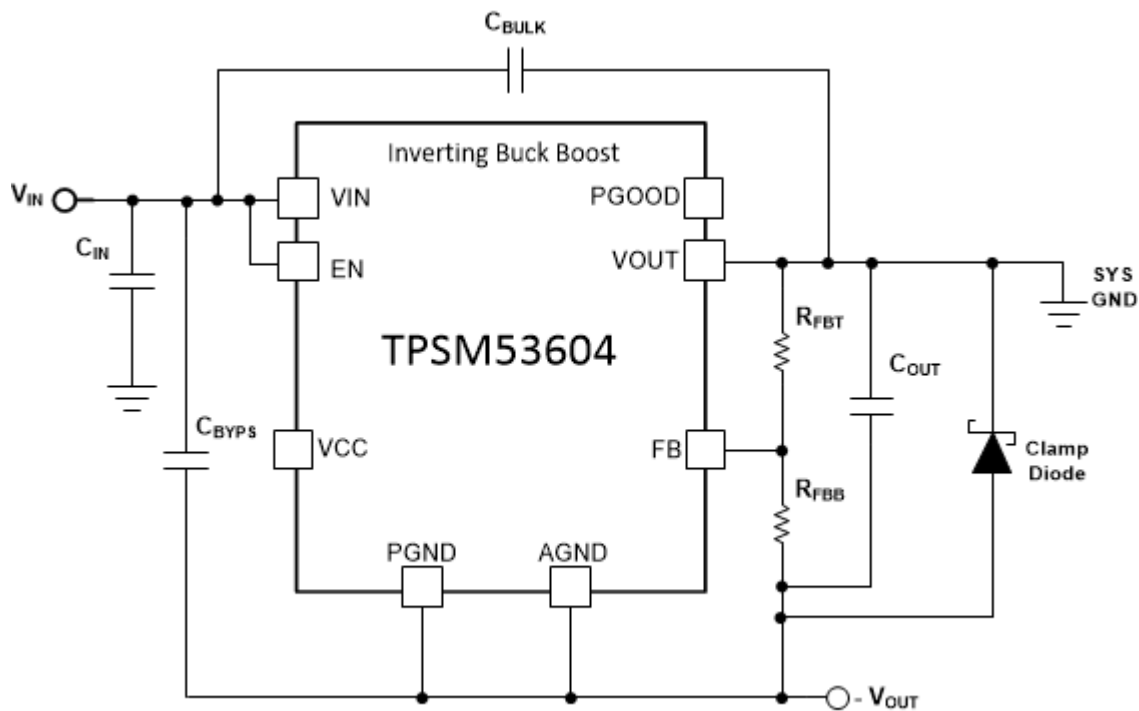 CBULK
Inverting Buck Boost
VIN
VIN
PGOOD
CIN
EN
VOUT
SYS
GND
RFBT
TPSM53604
COUT
CBYPS
VCC
FB
Clamp
Diode
RFBB
PGND
AGND
- VOUT